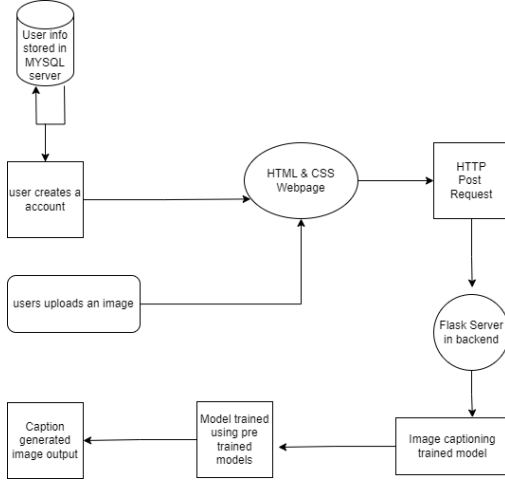 User info
stored in
MYSQL
server
user creates a
account
HTML & CSS
Webpage
HTTP
Post
Request
users uploads an image
Flask Server
in backend
Caption
generated
image output
Model trained
using pre
trained
models
Image captioning
trained model